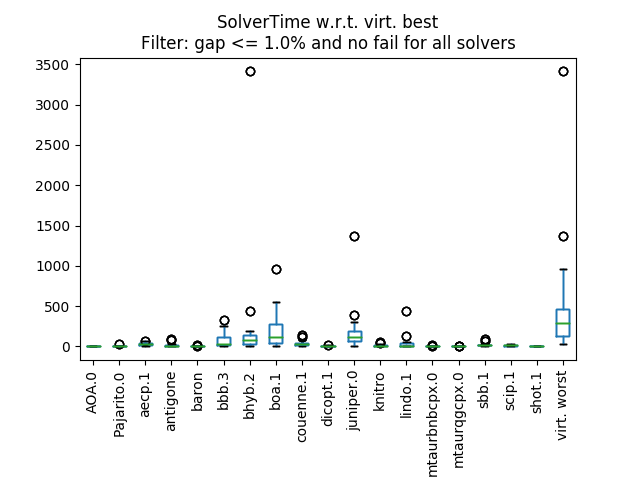 SolverTime w.r.t. virt. best
Filter: gap <= 1.0% and no fail for all solvers
3500
3000
2500
2000
1500
1000
500
0
AOA.0
Pajarito.0
aecp.1
antigone
baron
bbb.3
bhyb.2
boa.1
couenne.1
dicopt.1
juniper.0
knitro
lindo.1
mtaurbnbcpx.0
mtaurqgcpx.0
sbb.1
scip.1
shot.1
virt. worst